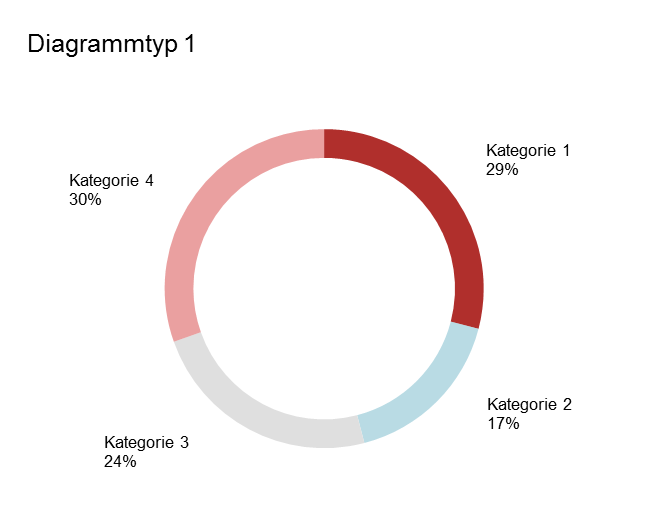 Diagrammtyp 1
Kategorie 1
29%
Kategorie 4
30%
Kategorie 2
17%
Kategorie 3
24%